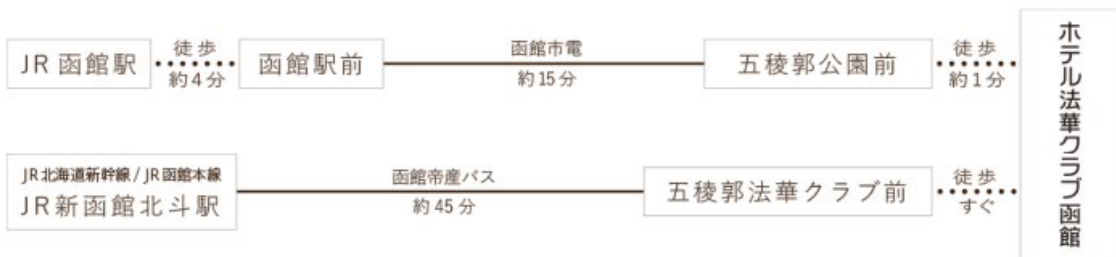 JR 函館駅
徒歩
約4分
函館駅前
函館市電
約15分
五稜郭公園前
徒歩
約1分
JR北海道新幹線 / JR函館本線
JR新函館北斗駅
函館帝産バス
約45分
五稜郭法華クラブ前
徒歩
すぐ
ホテル法華クラブ函館